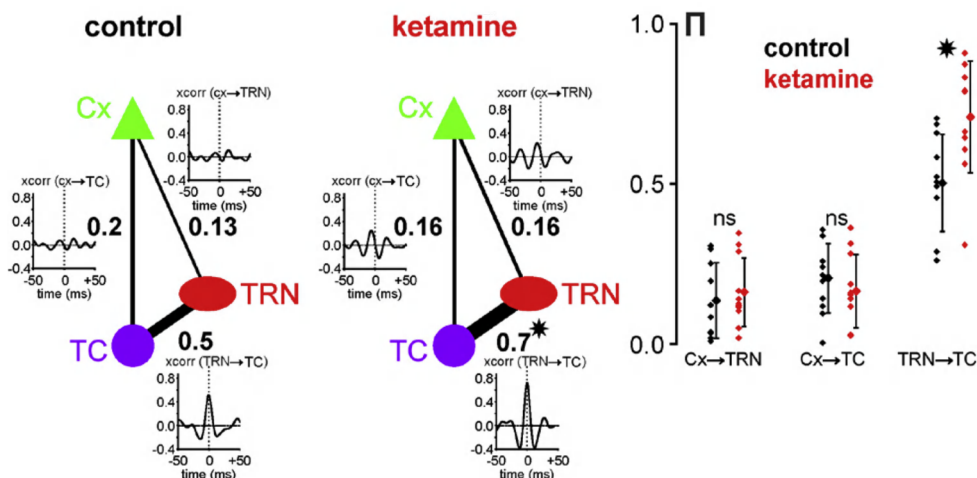 control
ketamine
xcorr (cx→TRN)
0.8
0.4
0.0
-0.4
-50 0 +50
time (ms)
Cx
xcorr (cx→TC)
0.8
0.4
0.0
-0.4
-50 0 +50
time (ms)
0.2
0.13
TRN
TC
0.5
xcorr (TRN→TC)
0.8
0.4
0.0
-0.4
-50 0 +50
time (ms)
xcorr (cx→TRN)
0.8
0.4
0.0
-0.4
-50 0 +50
time (ms)
Cx
xcorr (cx→TC)
0.8
0.4
0.0
-0.4
-50 0 +50
time (ms)
0.16
0.16
TRN
TC
0.7
xcorr (TRN→TC)
0.8
0.4
0.0
-0.4
-50 0 +50
time (ms)
1.0
0.5
0.0
Π
control
ketamine
ns
ns
Cx→TRN
Cx→TC
TRN→TC